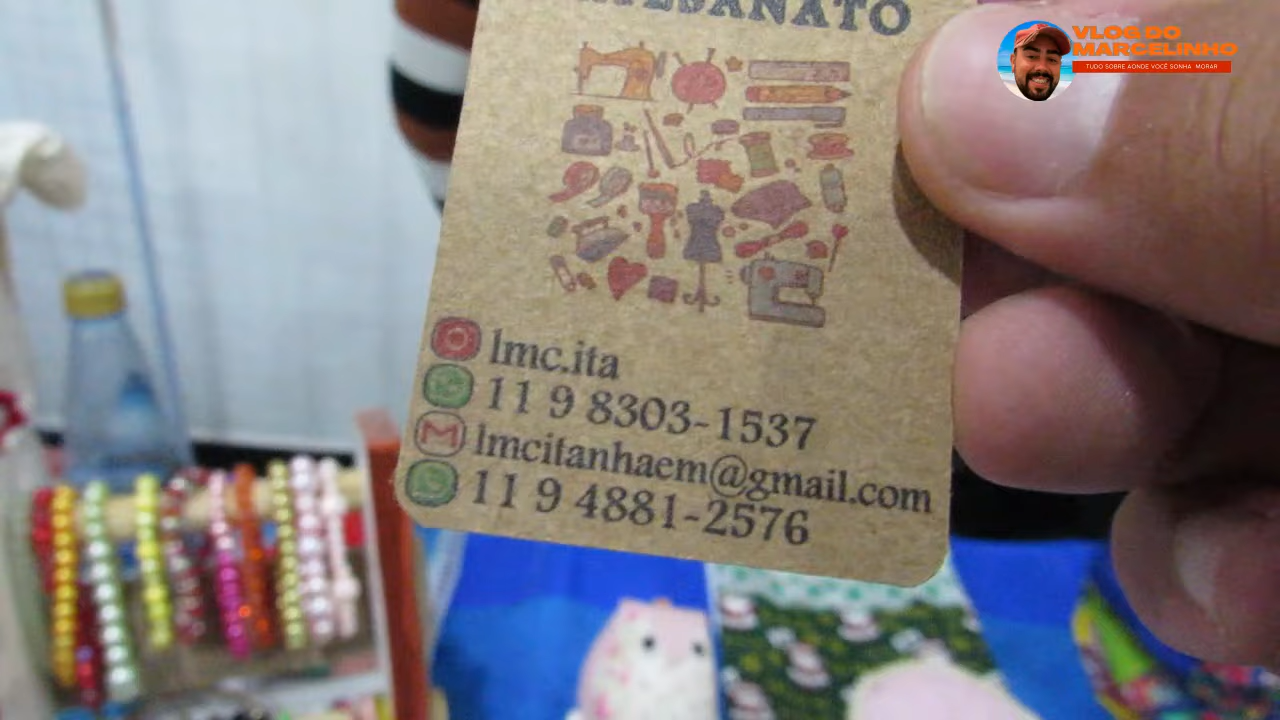 VLOG DO
MARCELINHO
TUDO SOBRE AONDE VOCÊ SONHA MORAR
lmc.ita
11 9 8303-1537
lmcitanhaem@gmail.com
11 9 4881-2576